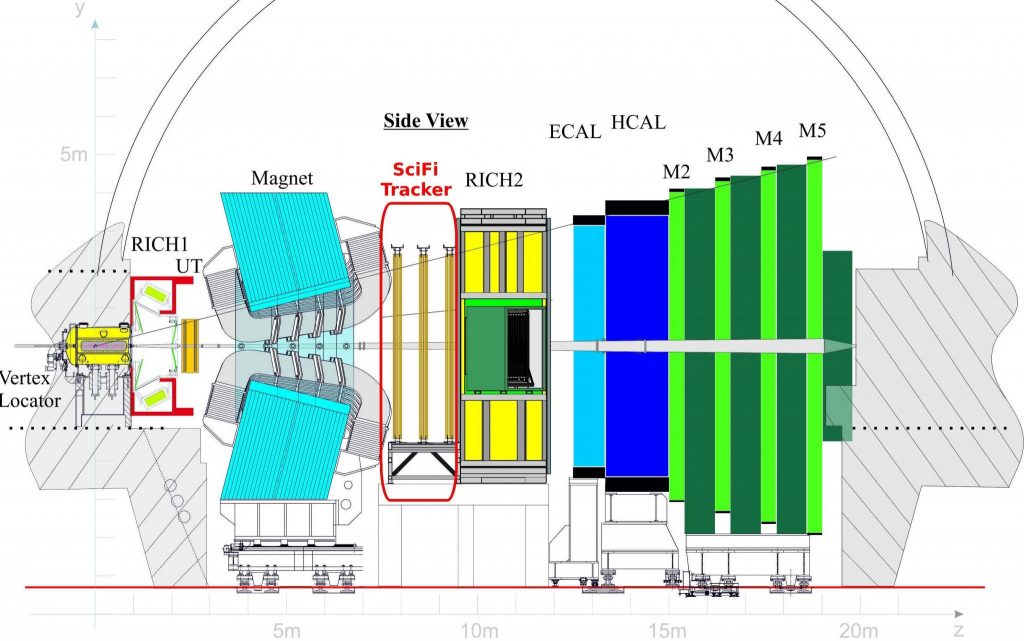 y
Side View
ECAL
HCAL
M5
M4
M3
M2
5m
SciFi
Tracker
Magnet
RICH2
RICH1
UT
Vertex
Locator
5m
10m
15m
20m
z